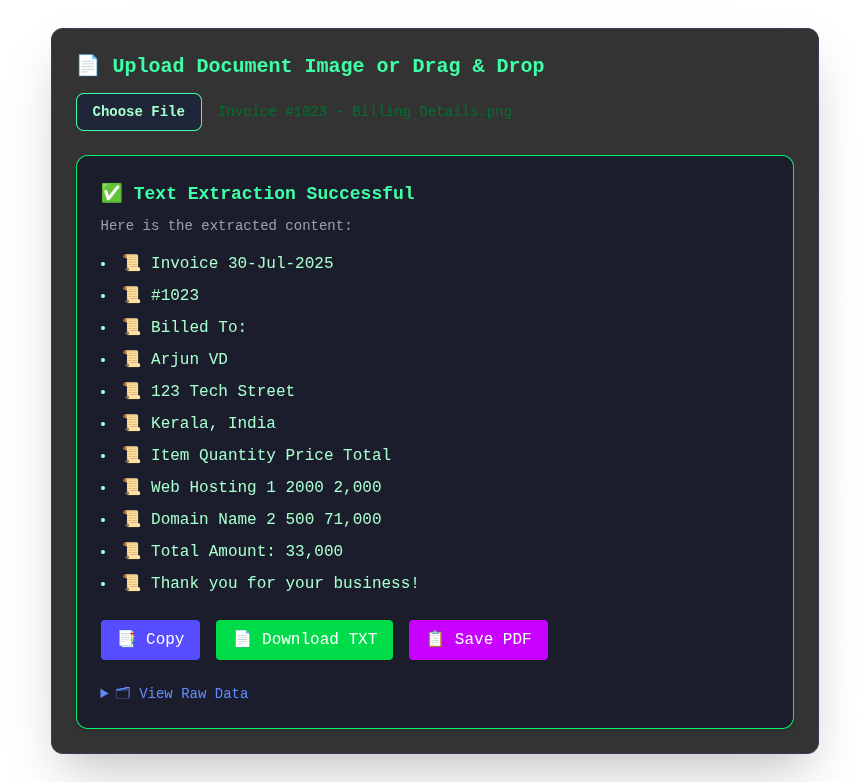 Upload Document Image or Drag & Drop
Choose File Invoice #1023 - Billing Details.png
Text Extraction Successful
Here is the extracted content:
Invoice 30-Jul-2025
#1023
Billed To:
Arjun VD
123 Tech Street
Kerala, India
Item Quantity Price Total
Web Hosting 1 2000 2,000
Domain Name 2 500 71,000
Total Amount: 33,000
Thank you for your business!
Copy Download TXT Save PDF
View Raw Data